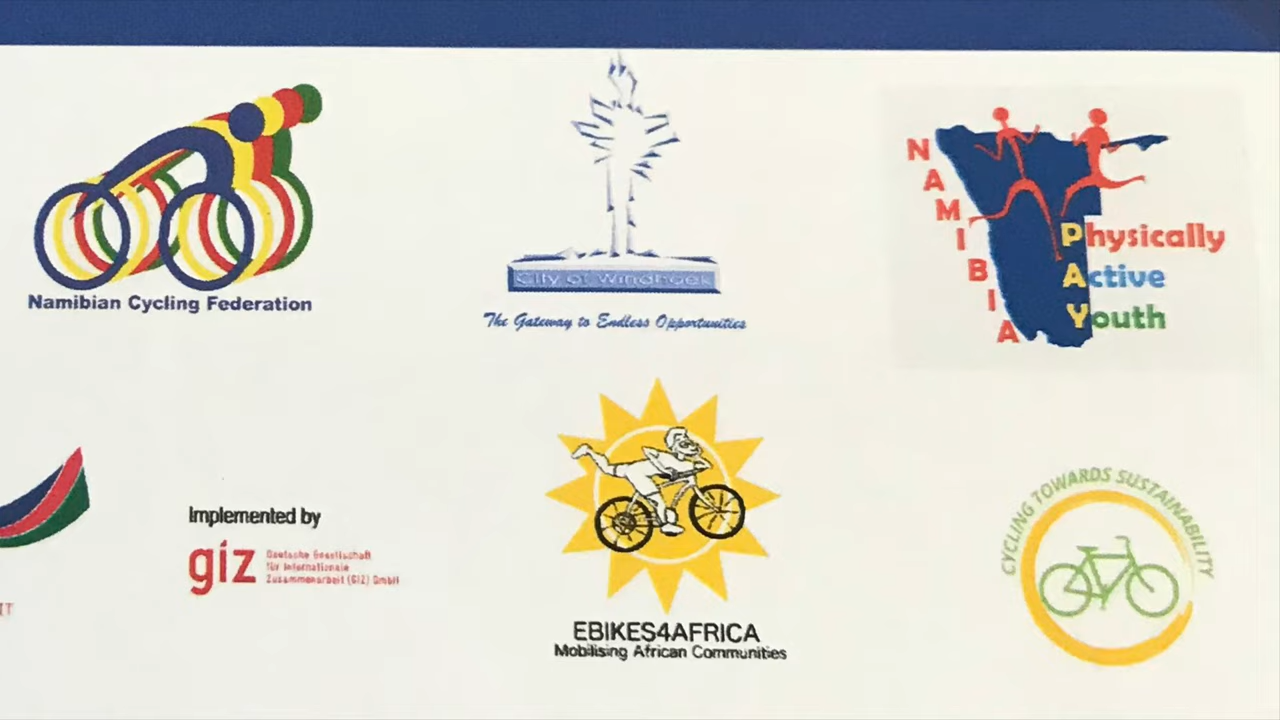 Namibian Cycling Federation
City of Windhoek
The Gateway to Endless Opportunities
NAMIBIA
Physically
Active
Youth
Implemented by
giz
Deutsche Gesellschaft
für Internationale
Zusammenarbeit (GIZ) GmbH
EBIKES4AFRICA
Mobilising African Communities
CYCLING TOWARDS SUSTAINABILITY